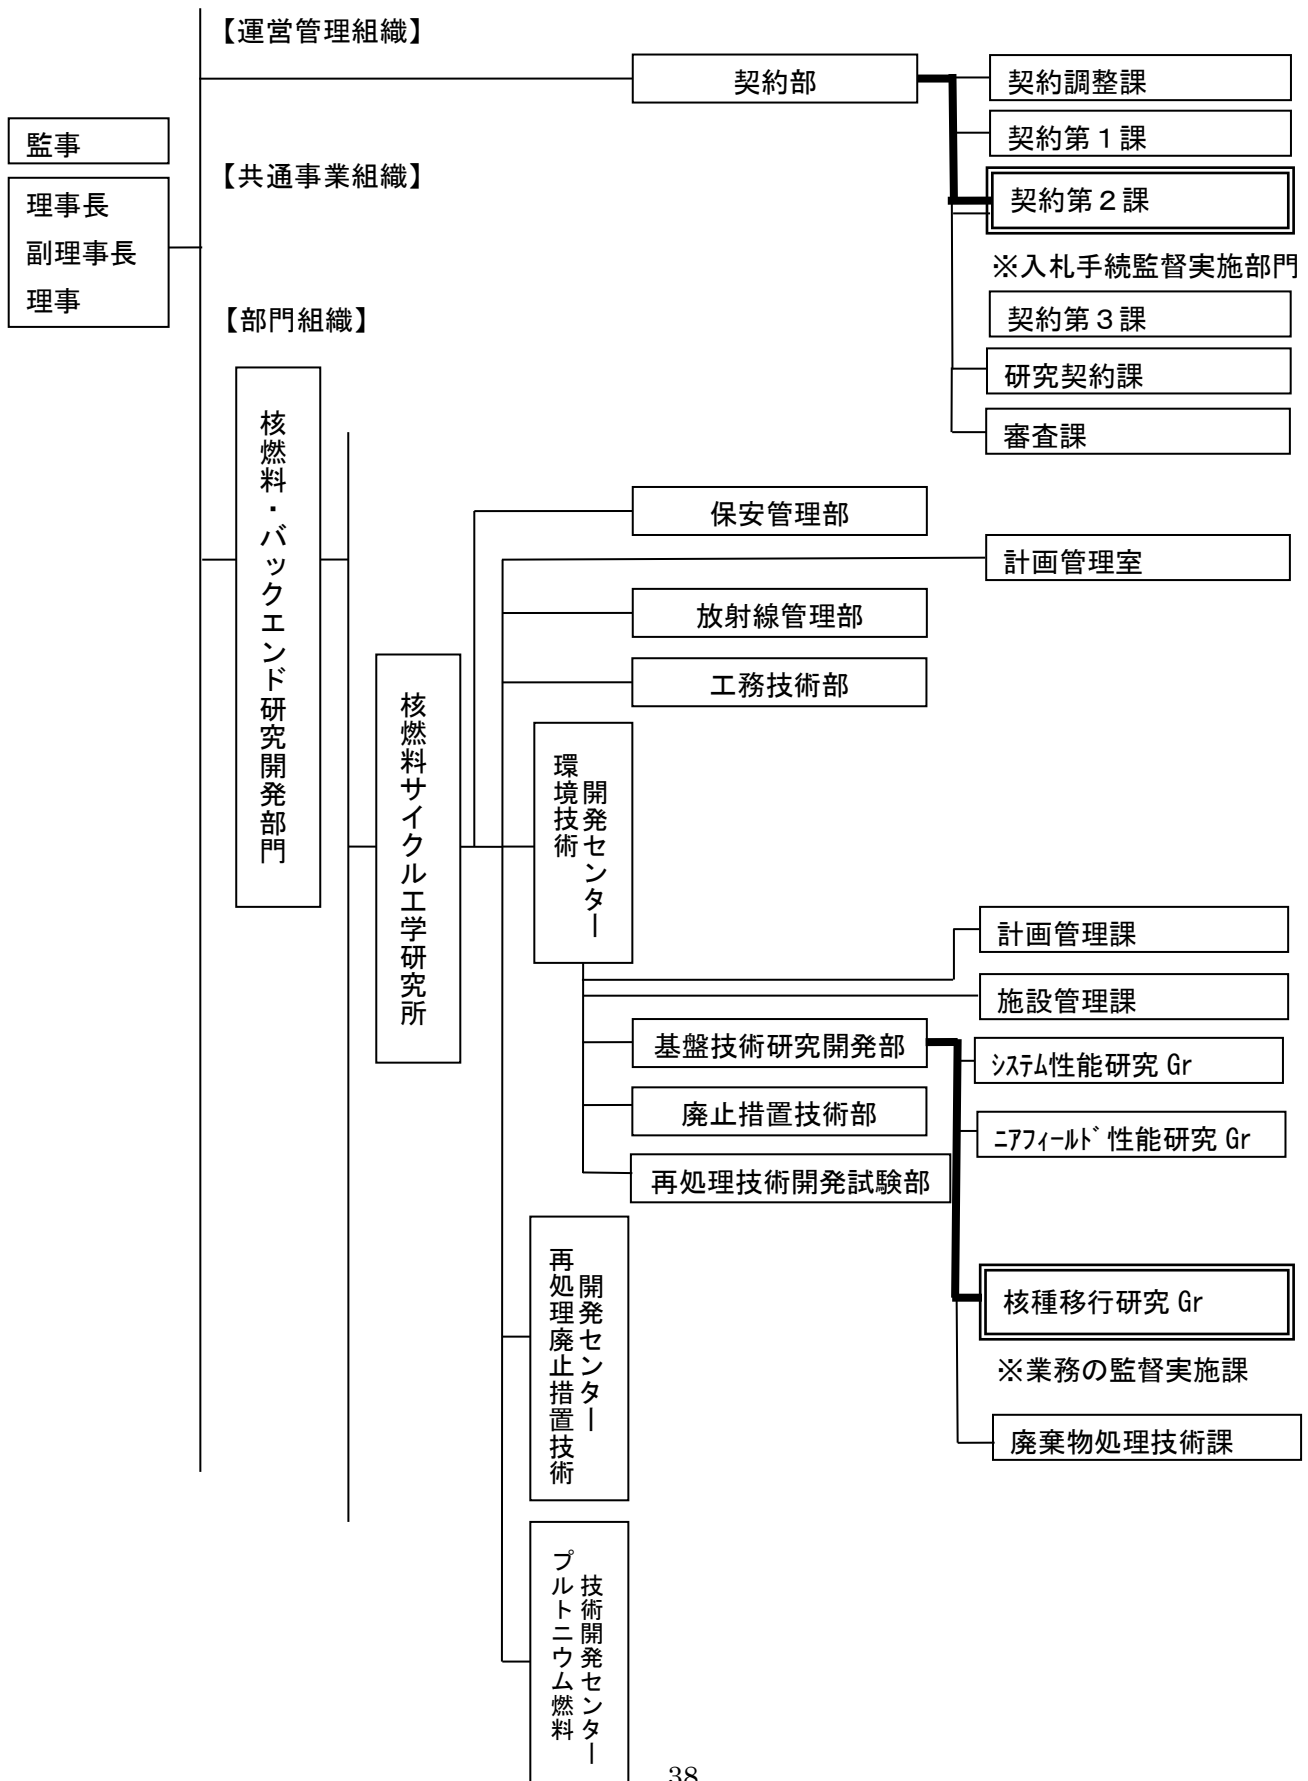 【運営管理組織】
契約部
契約調整課
契約第１課
契約第２課
※入札手続監督実施部門
契約第３課
研究契約課
審査課
監事
理事長
副理事長
理事
【共通事業組織】
【部門組織】
核燃料・バックエンド研究開発部門
核燃料サイクル工学研究所
保安管理部
計画管理室
放射線管理部
工務技術部
環境技術
開発センター
計画管理課
施設管理課
基盤技術研究開発部
ｼｽﾃﾑ性能研究 Gr
ﾆｱﾌｨｰﾙﾄﾞ性能研究 Gr
廃止措置技術部
再処理技術開発試験部
核種移行研究 Gr
※業務の監督実施課
廃棄物処理技術課
再処理廃止措置技術
開発センター
プルトニウム燃料
技術開発センター
38